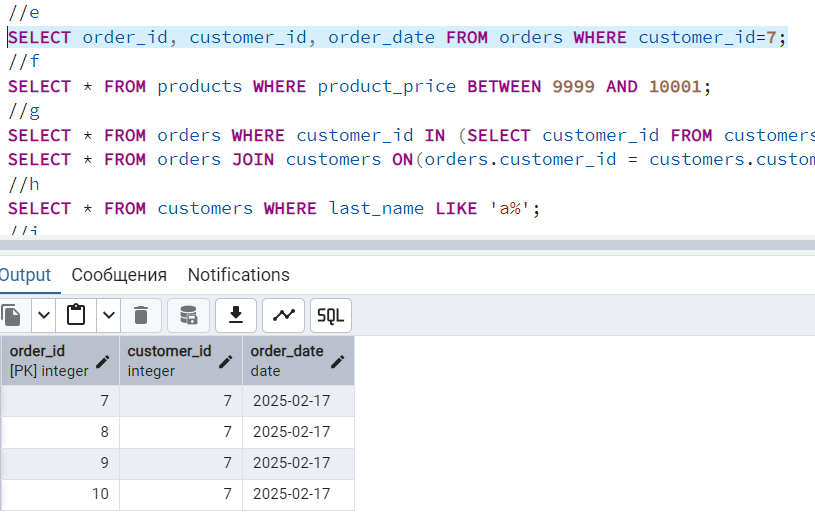 //e
SELECT order_id, customer_id, order_date FROM orders WHERE customer_id=7;
//f
SELECT * FROM products WHERE product_price BETWEEN 9999 AND 10001;
//g
SELECT * FROM orders WHERE customer_id IN (SELECT customer_id FROM customers
SELECT * FROM orders JOIN customers ON(orders.customer_id = customers.custom
//h
SELECT * FROM customers WHERE last_name LIKE 'a%';
//i
Output Сообщения Notifications
SQL
order_id customer_id order_date
[PK] integer integer date
7 7 2025-02-17
8 7 2025-02-17
9 7 2025-02-17
10 7 2025-02-17